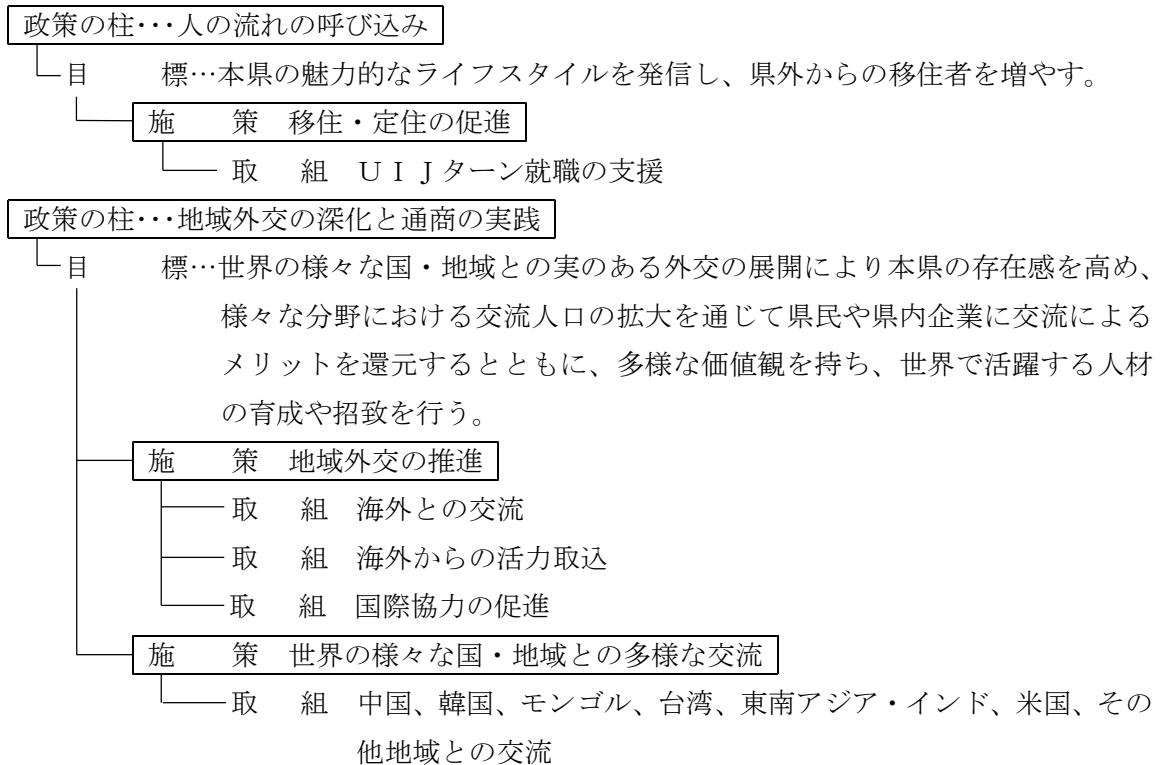 政策の柱･･･人の流れの呼び込み
目　　標…本県の魅力的なライフスタイルを発信し、県外からの移住者を増やす。
施　　策　移住・定住の促進
取　組　ＵＩＪターン就職の支援
政策の柱･･･地域外交の深化と通商の実践
目　　標…世界の様々な国・地域との実のある外交の展開により本県の存在感を高め、
様々な分野における交流人口の拡大を通じて県民や県内企業に交流による
メリットを還元するとともに、多様な価値観を持ち、世界で活躍する人材
の育成や招致を行う。
施　　策　地域外交の推進
取　組　海外との交流
取　組　海外からの活力取込
取　組　国際協力の促進
施　　策　世界の様々な国・地域との多様な交流
取　組　中国、韓国、モンゴル、台湾、東南アジア・インド、米国、その
他地域との交流